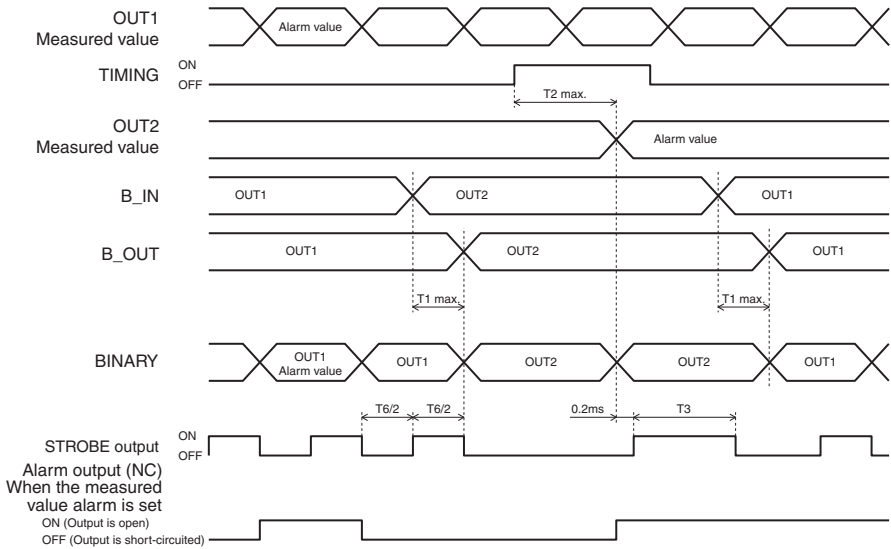 OUT1
Measured value
Alarm value
TIMING
ON
OFF
T2 max.
OUT2
Measured value
Alarm value
B_IN
OUT1
OUT2
OUT1
B_OUT
OUT1
OUT2
OUT1
T1 max.
T1 max.
BINARY
OUT1
Alarm value
OUT1
OUT2
OUT2
OUT1
T6/2
T6/2
0.2ms
T3
STROBE output
ON
OFF
Alarm output (NC)
When the measured
value alarm is set
ON (Output is open)
OFF (Output is short-circuited)